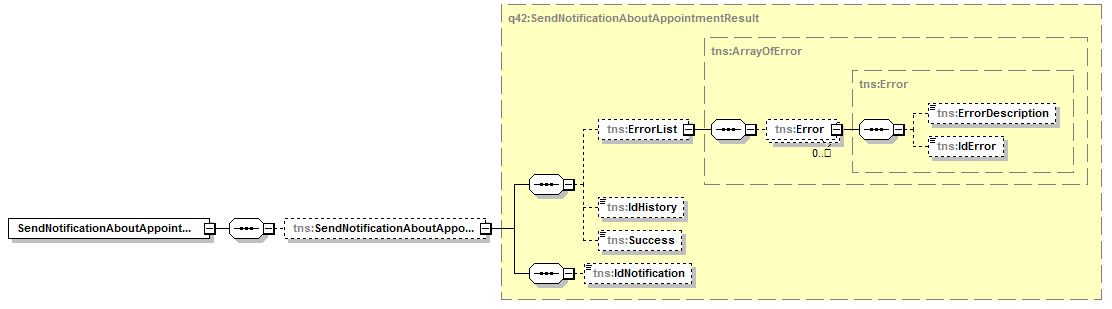 q42:SendNotificationAboutAppointmentResult
tns:ArrayOfError
tns:Error
tns:ErrorDescription
tns:ErrorList
tns:Error
0..
tns:IdError
tns:IdHistory
SendNotificationAboutAppoint...
tns:SendNotificationAboutAppo...
tns:Success
tns:IdNotification